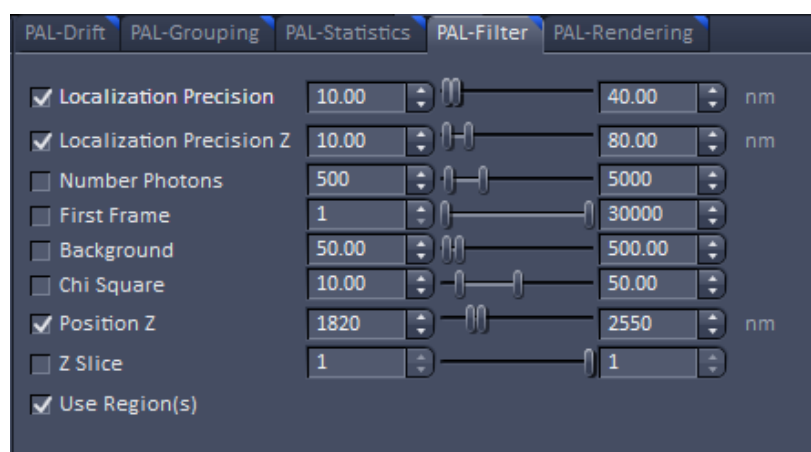 PAL-Drift PAL-Grouping PAL-Statistics PAL-Filter PAL-Rendering
Localization Precision 10.00 40.00 nm
Localization Precision Z 10.00 80.00 nm
Number Photons 500 5000
First Frame 1 30000
Background 50.00 500.00
Chi Square 10.00 50.00
Position Z 1820 2550 nm
Z Slice 1 1
Use Region(s)